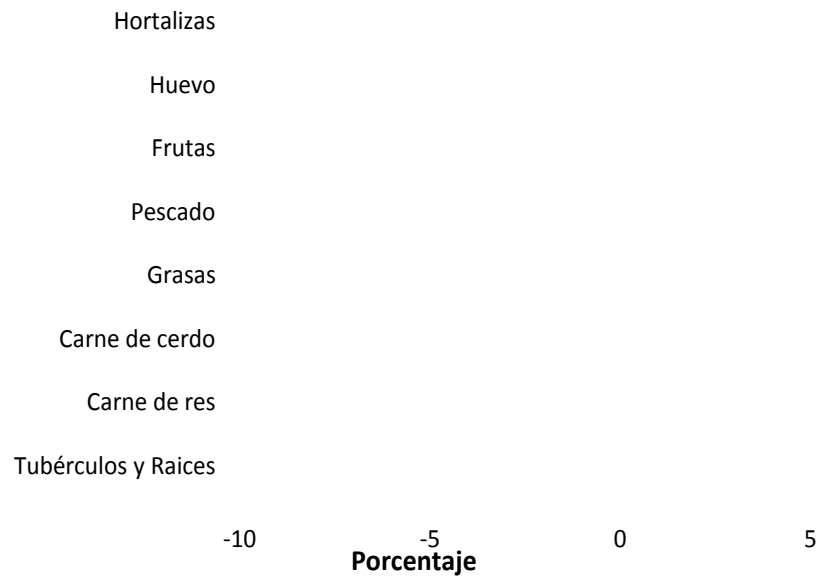 Hortalizas
Huevo
Frutas
Pescado
Grasas
Carne de cerdo
Carne de res
Tubérculos y Raices
-10 -5 0 5
Porcentaje